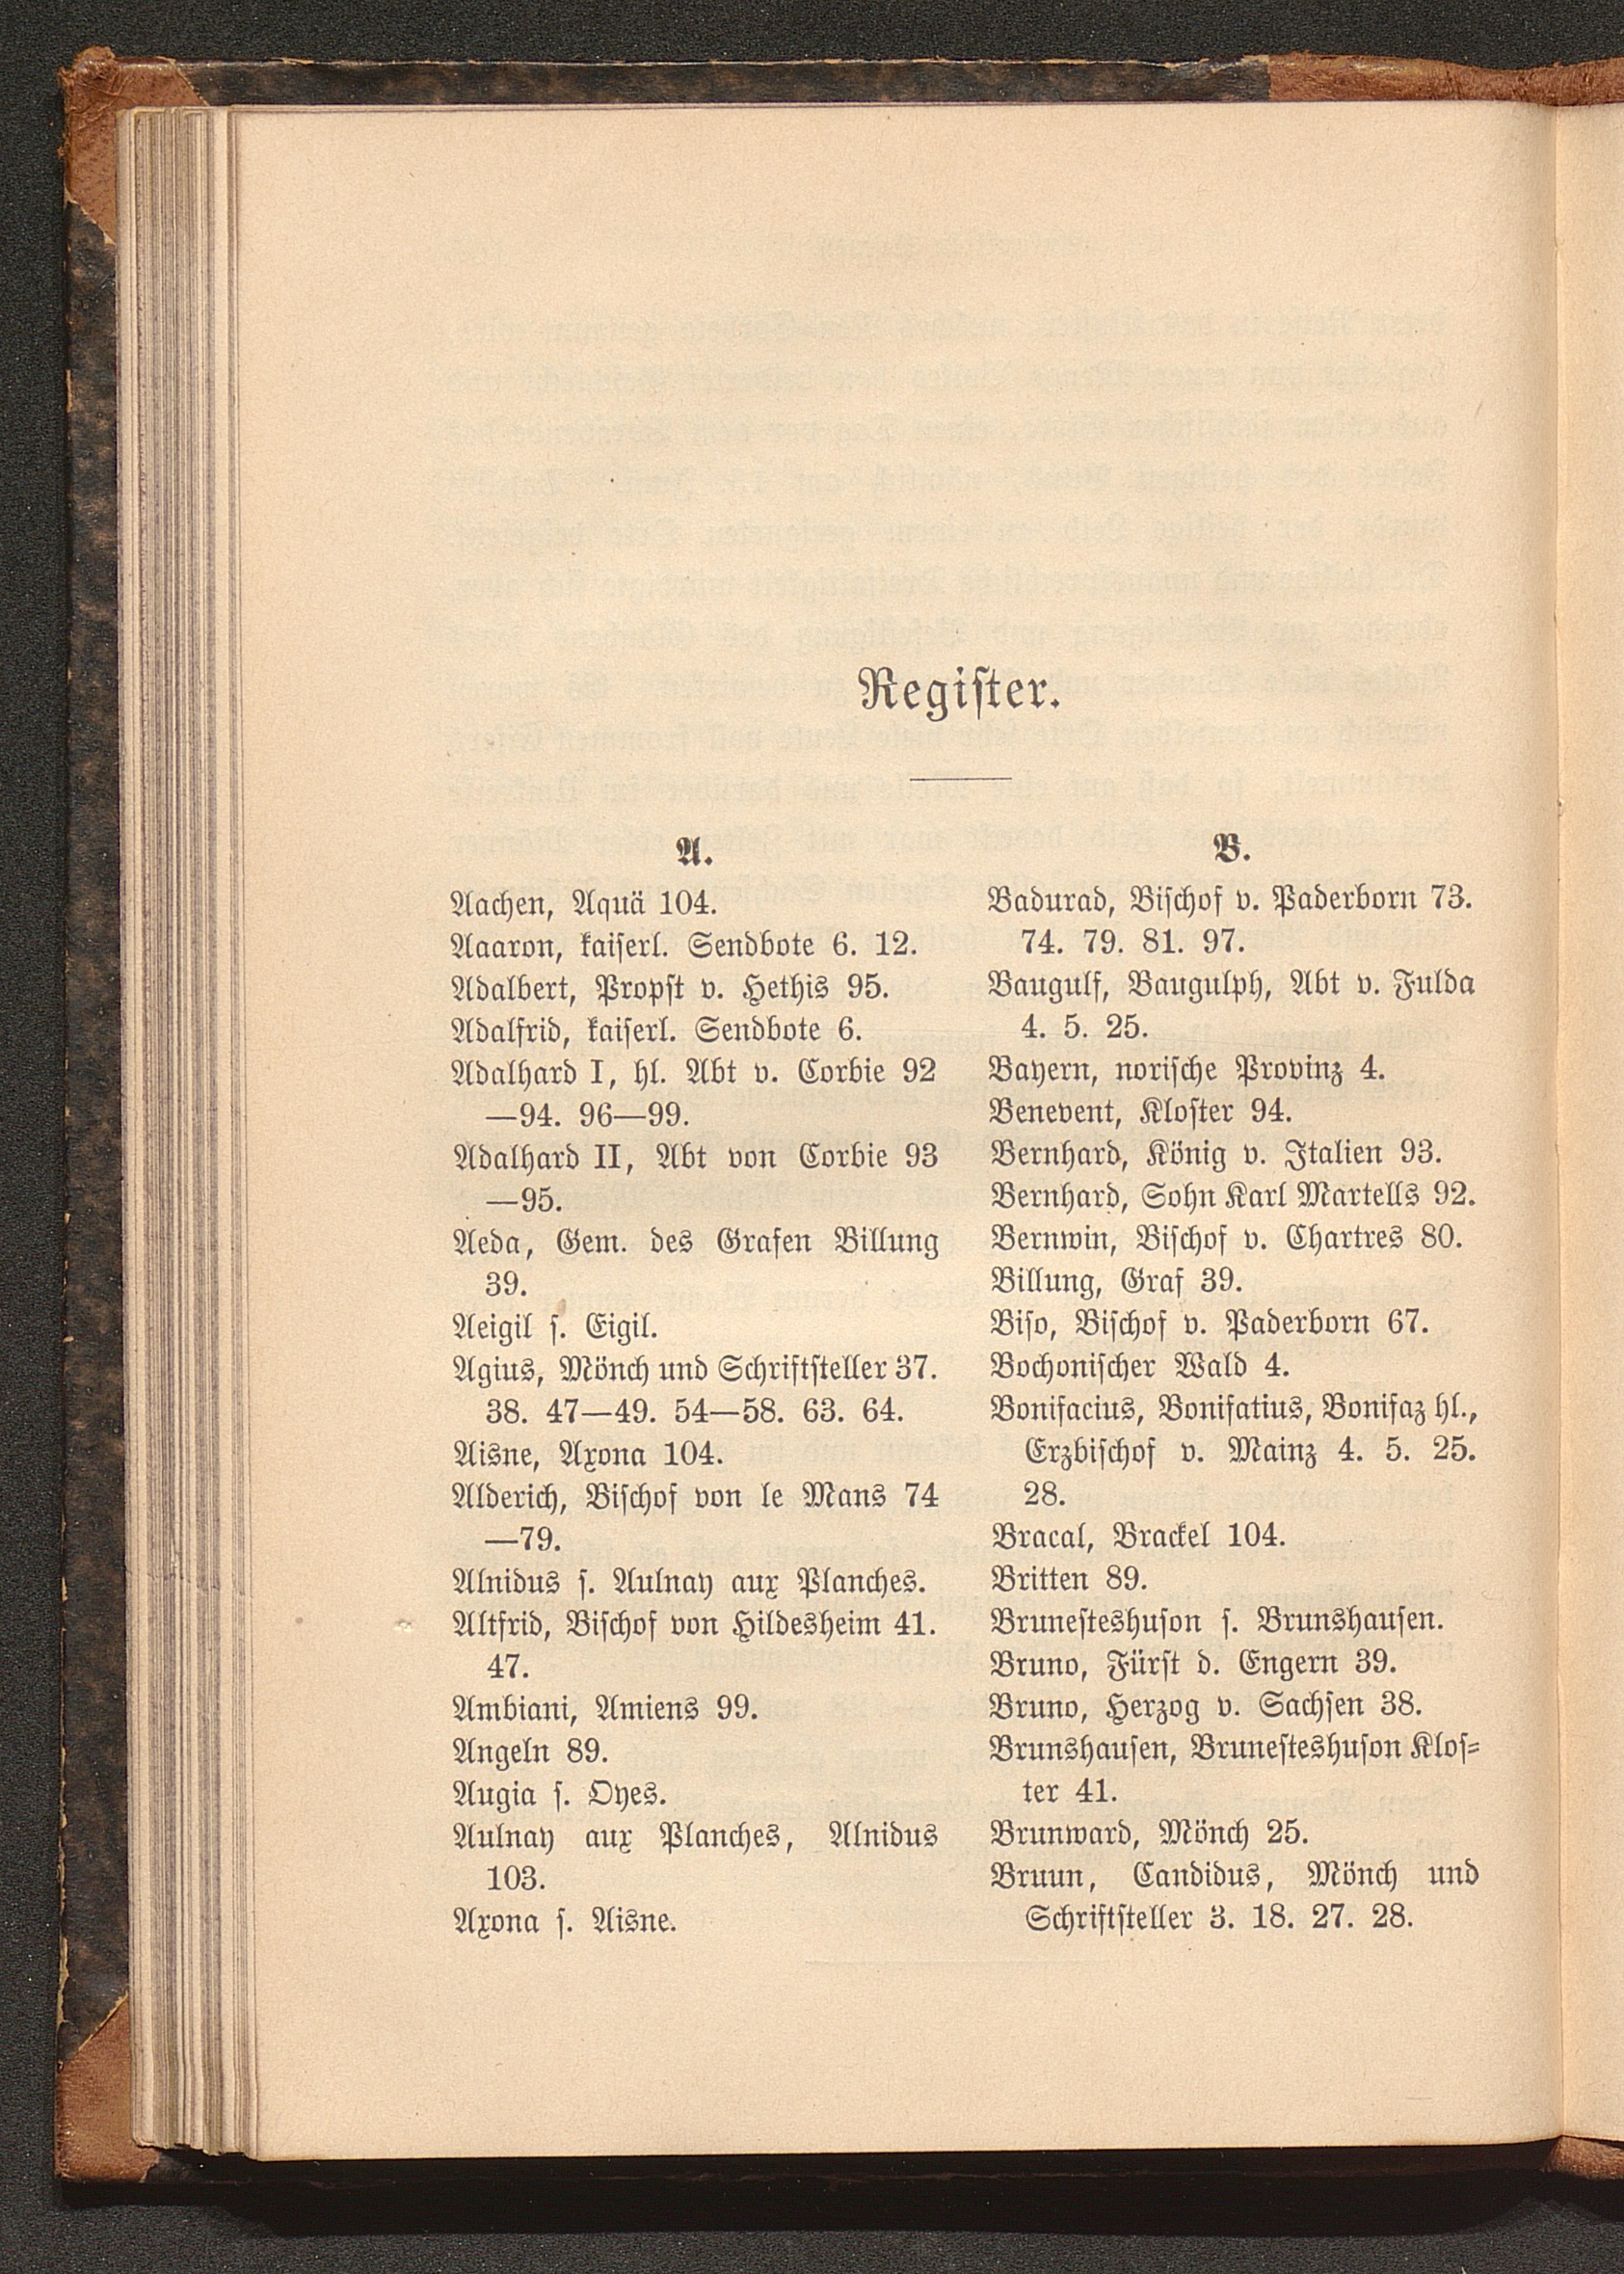 Register.
A.
Aachen, Aquä 104.
Aaaron, kaiserl. Sendbote 6. 12.
Adalbert, Propst v. Hethis 95.
Adalfrid, kaiserl. Sendbote 6.
Adalhard I, hl. Abt v. Corbie 92
—94. 96—99.
Adalhard II, Abt von Corbie 93
—95.
Aeda, Gem. des Grafen Billung
39.
Aeigil s. Eigil.
Agius, Mönch und Schriftsteller 37.
38. 47—49. 54—58. 63. 64.
Aisne, Axona 104.
Alderich, Bischof von le Mans 74
—79.
Alnidus s. Aulnay aux Planches.
Altfrid, Bischof von Hildesheim 41.
47.
Ambiani, Amiens 99.
Angeln 89.
Augia s. Oyes.
Aulnay aux Planches, Alnidus
103.
Axona s. Aisne.
B.
Badurad, Bischof v. Paderborn 73.
74. 79. 81. 97.
Baugulf, Baugulph, Abt v. Fulda
4. 5. 25.
Bayern, norische Provinz 4.
Benevent, Kloster 94.
Bernhard, König v. Italien 93.
Bernhard, Sohn Karl Martells 92.
Bernwin, Bischof v. Chartres 80.
Billung, Graf 39.
Biso, Bischof v. Paderborn 67.
Bochonischer Wald 4.
Bonifacius, Bonifatius, Bonifaz hl.,
Erzbischof v. Mainz 4. 5. 25.
28.
Bracal, Brackel 104.
Britten 89.
Brunesteshuson s. Brunshausen.
Bruno, Fürst d. Engern 39.
Bruno, Herzog v. Sachsen 38.
Brunshausen, Brunesteshuson Klos-
ter 41.
Brunward, Mönch 25.
Bruun, Candidus, Mönch und
Schriftsteller 3. 18. 27. 28.